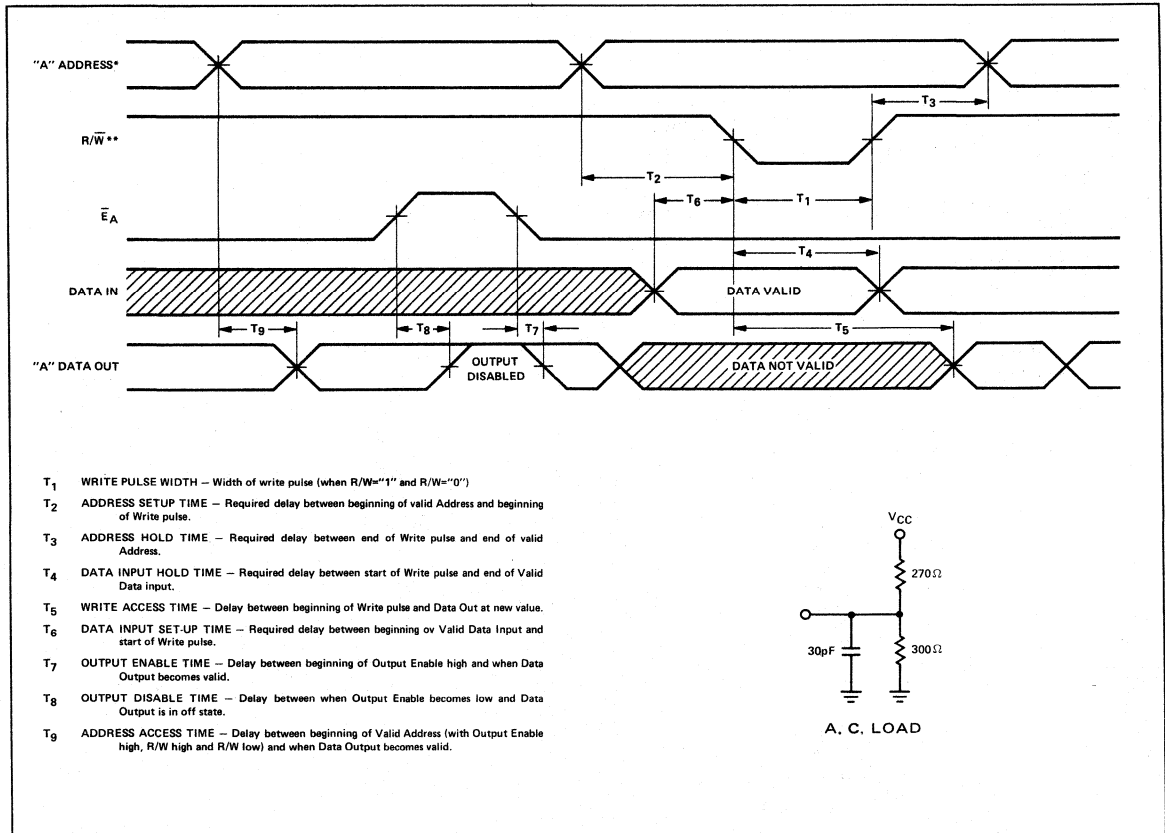 "A" ADDRESS*
T3
R/W̅**
T2
T6
T1
E̅A
T4
DATA IN
DATA VALID
T9
T8
T7
T5
"A" DATA OUT
OUTPUT
DISABLED
DATA NOT VALID
T1 WRITE PULSE WIDTH – Width of write pulse (when R/W="1" and R/W="0")
T2 ADDRESS SETUP TIME – Required delay between beginning of valid Address and beginning
of Write pulse.
T3 ADDRESS HOLD TIME – Required delay between end of Write pulse and end of valid
Address.
T4 DATA INPUT HOLD TIME – Required delay between start of Write pulse and end of Valid
Data input.
T5 WRITE ACCESS TIME – Delay between beginning of Write pulse and Data Out at new value.
T6 DATA INPUT SET-UP TIME – Required delay between beginning ov Valid Data Input and
start of Write pulse.
T7 OUTPUT ENABLE TIME – Delay between beginning of Output Enable high and when Data
Output becomes valid.
T8 OUTPUT DISABLE TIME – Delay between when Output Enable becomes low and Data
Output is in off state.
T9 ADDRESS ACCESS TIME – Delay between beginning of Valid Address (with Output Enable
high, R/W high and R/W low) and when Data Output becomes valid.
VCC
270Ω
30pF
300Ω
A. C. LOAD